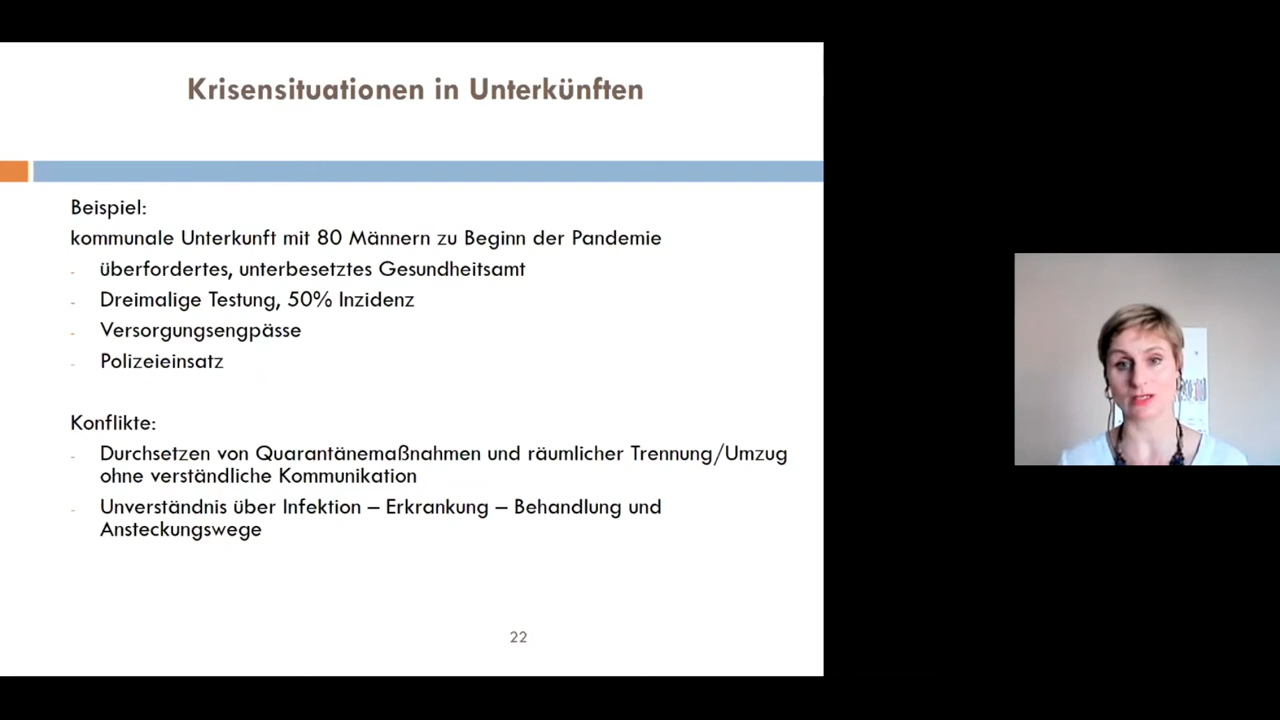 Krisensituationen in Unterkünften
Beispiel:
kommunale Unterkunft mit 80 Männern zu Beginn der Pandemie
- überfordertes, unterbesetztes Gesundheitsamt
- Dreimalige Testung, 50% Inzidenz
- Versorgungsengpässe
- Polizeieinsatz
Konflikte:
- Durchsetzen von Quarantänemaßnahmen und räumlicher Trennung/Umzug
ohne verständliche Kommunikation
- Unverständnis über Infektion – Erkrankung – Behandlung und
Ansteckungswege
22